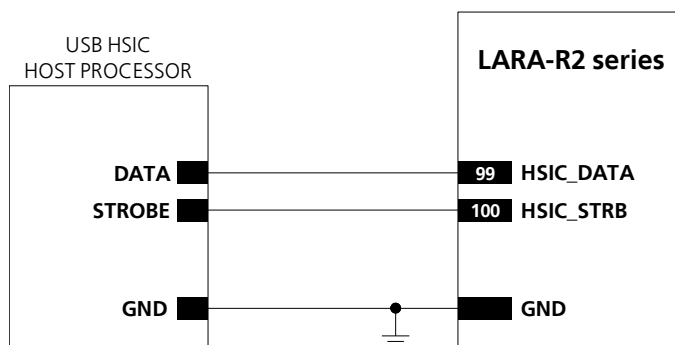 USB HSIC
HOST PROCESSOR
LARA-R2 series
DATA
99 HSIC_DATA
STROBE
100 HSIC_STRB
GND
GND